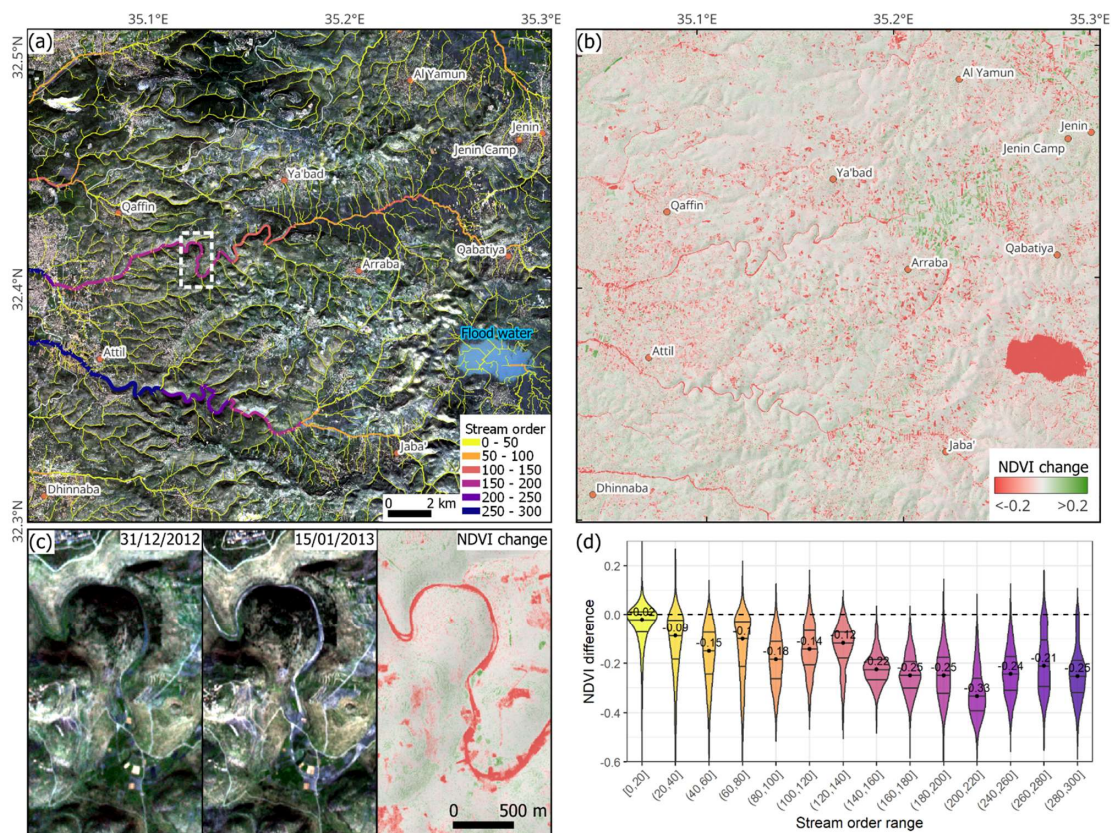 35.1°E 35.2°E 35.3°E 35.1°E 35.2°E 35.3°E
32.5°N
32.4°N
32.3°N
(a)
Al Yamun
Jenin
Jenin Camp
Ya'bad
Qaffin
Qabatiya
Arraba
Flood water
Attil
Jaba'
Dhinnaba
Stream order
0 - 50
50 - 100
100 - 150
150 - 200
200 - 250
250 - 300
0 2 km
(b)
Al Yamun
Jenin
Jenin Camp
Ya'bad
Qaffin
Qabatiya
Arraba
Attil
Jaba'
Dhinnaba
NDVI change
<-0.2 >0.2
(c)
31/12/2012
15/01/2013
NDVI change
0 500 m
(d)
NDVI difference
0.2
0.0
-0.2
-0.4
-0.6
-0.02
-0.09
-0.15
-0.1
-0.18
-0.14
-0.12
-0.22
-0.25
-0.25
-0.33
-0.24
-0.21
-0.25
[0,20]
(20,40]
(40,60]
(60,80]
(80,100]
(100,120]
(120,140]
(140,160]
(160,180]
(180,200]
(200,220]
(240,260]
(260,280]
(280,300]
Stream order range